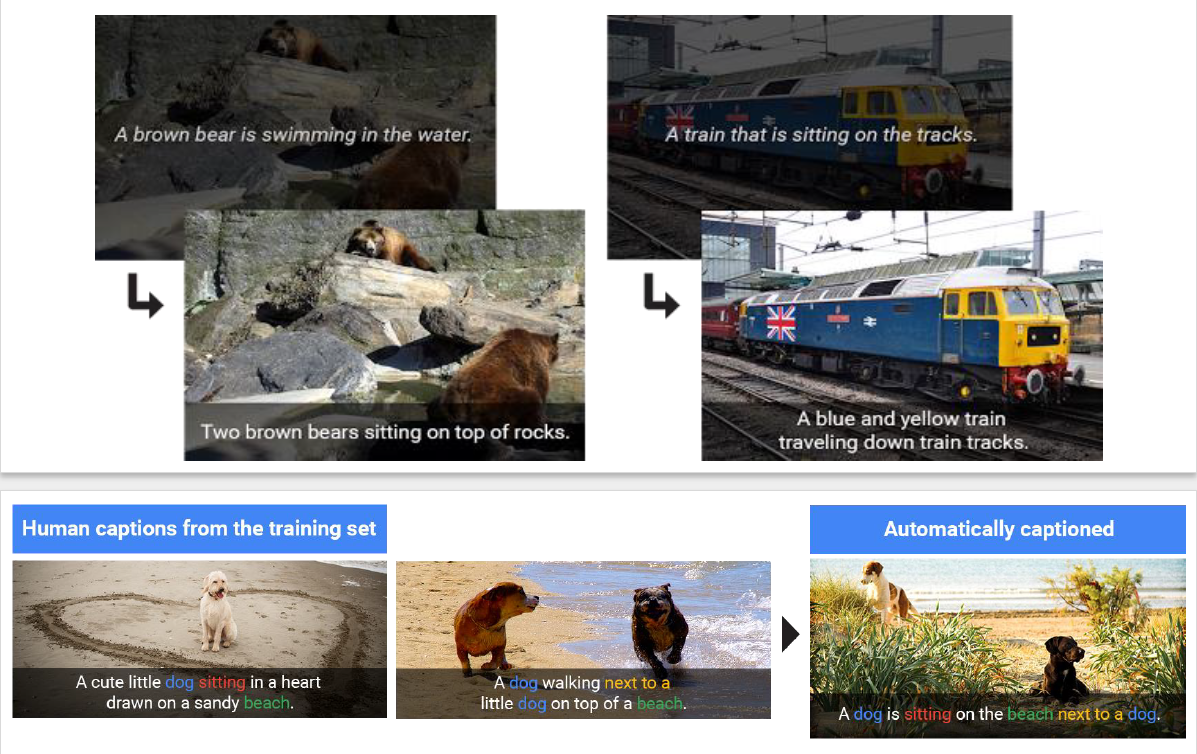 A brown bear is swimming in the water.
A train that is sitting on the tracks.
Two brown bears sitting on top of rocks.
A blue and yellow train
traveling down train tracks.
Human captions from the training set
Automatically captioned
A cute little dog sitting in a heart
drawn on a sandy beach.
A dog walking next to a
little dog on top of a beach.
A dog is sitting on the beach next to a dog.